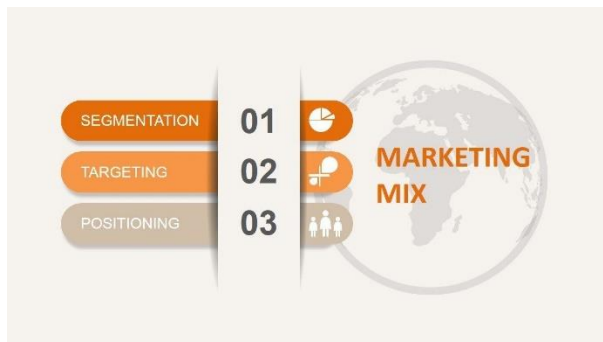 SEGMENTATION 01
TARGETING 02
POSITIONING 03
MARKETING
MIX